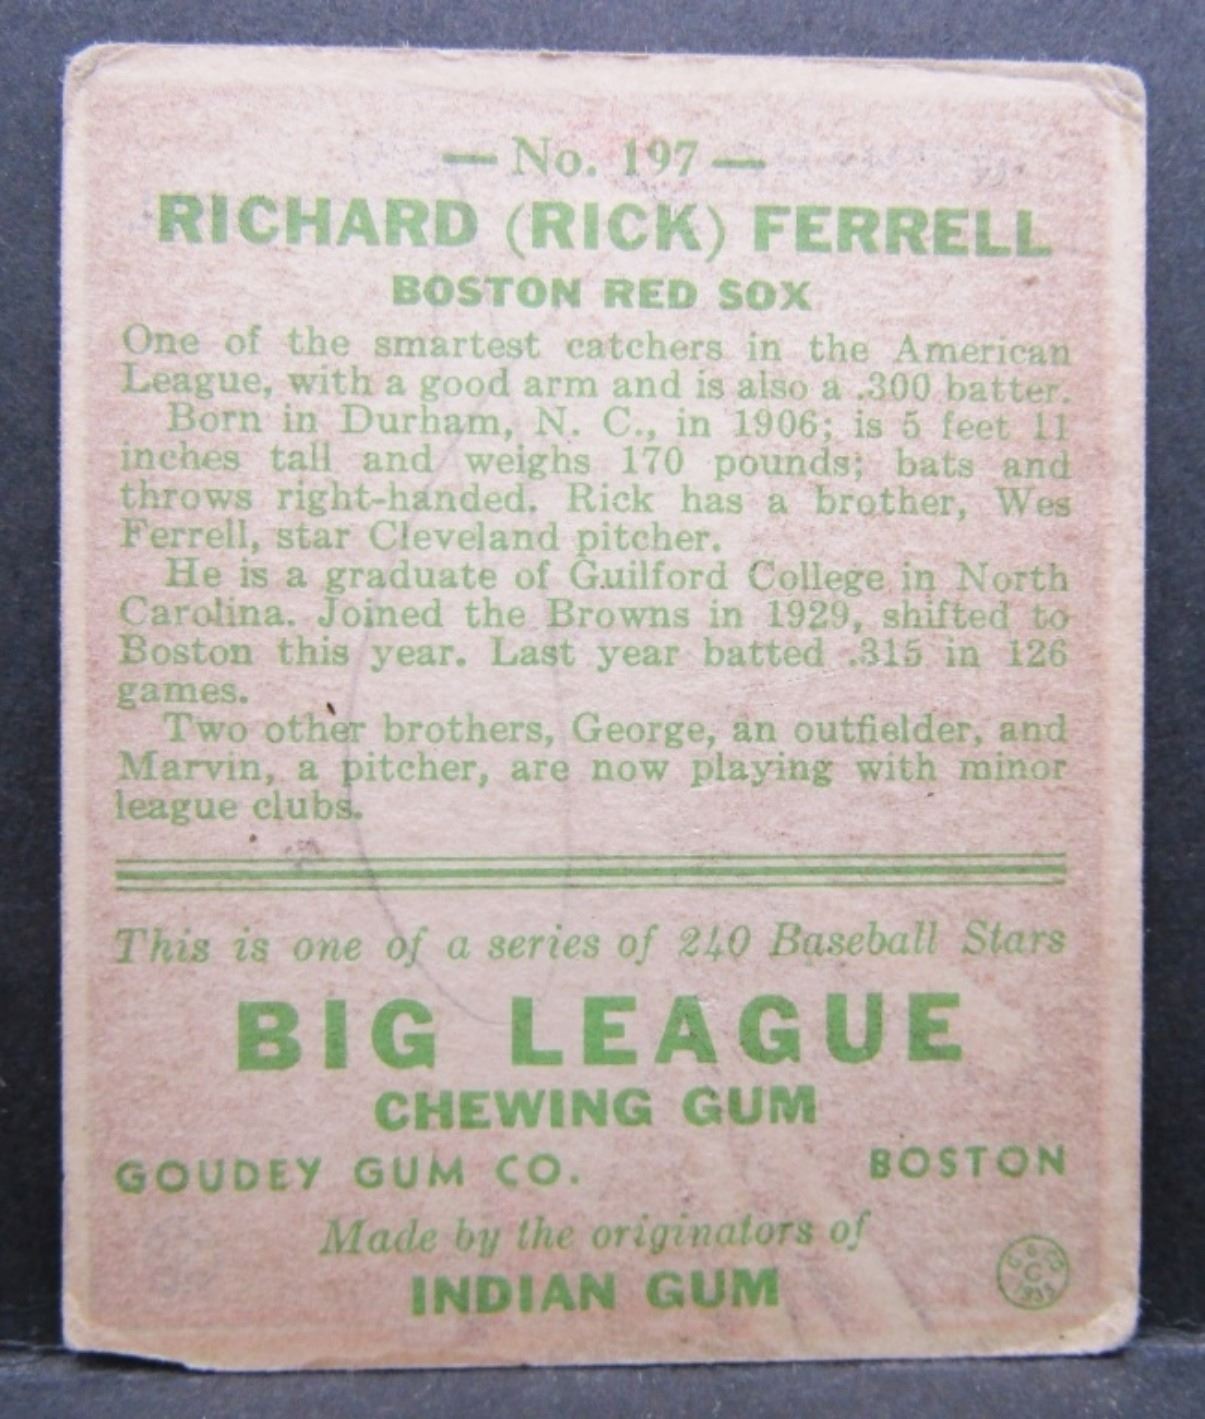 — No. 197 —
RICHARD (RICK) FERRELL
BOSTON RED SOX
One of the smartest catchers in the American
League, with a good arm and is also a .300 batter.
Born in Durham, N. C., in 1906; is 5 feet 11
inches tall and weighs 170 pounds; bats and
throws right-handed. Rick has a brother, Wes
Ferrell, star Cleveland pitcher.
He is a graduate of Guilford College in North
Carolina. Joined the Browns in 1929, shifted to
Boston this year. Last year batted .315 in 126
games.
Two other brothers, George, an outfielder, and
Marvin, a pitcher, are now playing with minor
league clubs.
This is one of a series of 240 Baseball Stars
BIG LEAGUE
CHEWING GUM
GOUDEY GUM CO. BOSTON
Made by the originators of
INDIAN GUM
C
1933